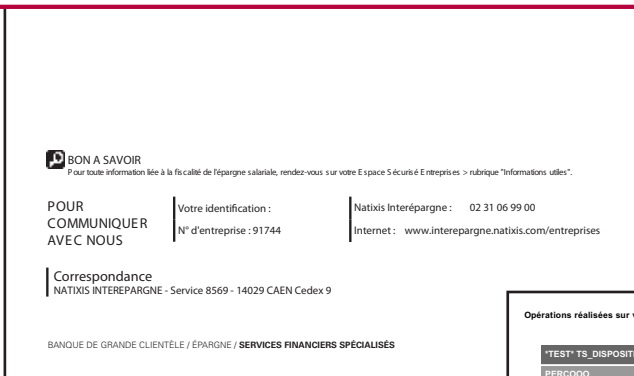 BON A SAVOIR
Pour toute information liée à la fiscalité de l'épargne salariale, rendez-vous sur votre Espace Sécurisé Entreprises > rubrique "Informations utiles".
POUR
COMMUNIQUER
AVEC NOUS
Votre identification :
N° d'entreprise : 91744
Natixis Interépargne : 02 31 06 99 00
Internet : www.interepargne.natixis.com/entreprises
Correspondance
NATIXIS INTEREPARGNE - Service 8569 - 14029 CAEN Cedex 9
BANQUE DE GRANDE CLIENTÈLE / ÉPARGNE / SERVICES FINANCIERS SPÉCIALISÉS
Opérations réalisées sur
*TEST* TS_DISPOSITI